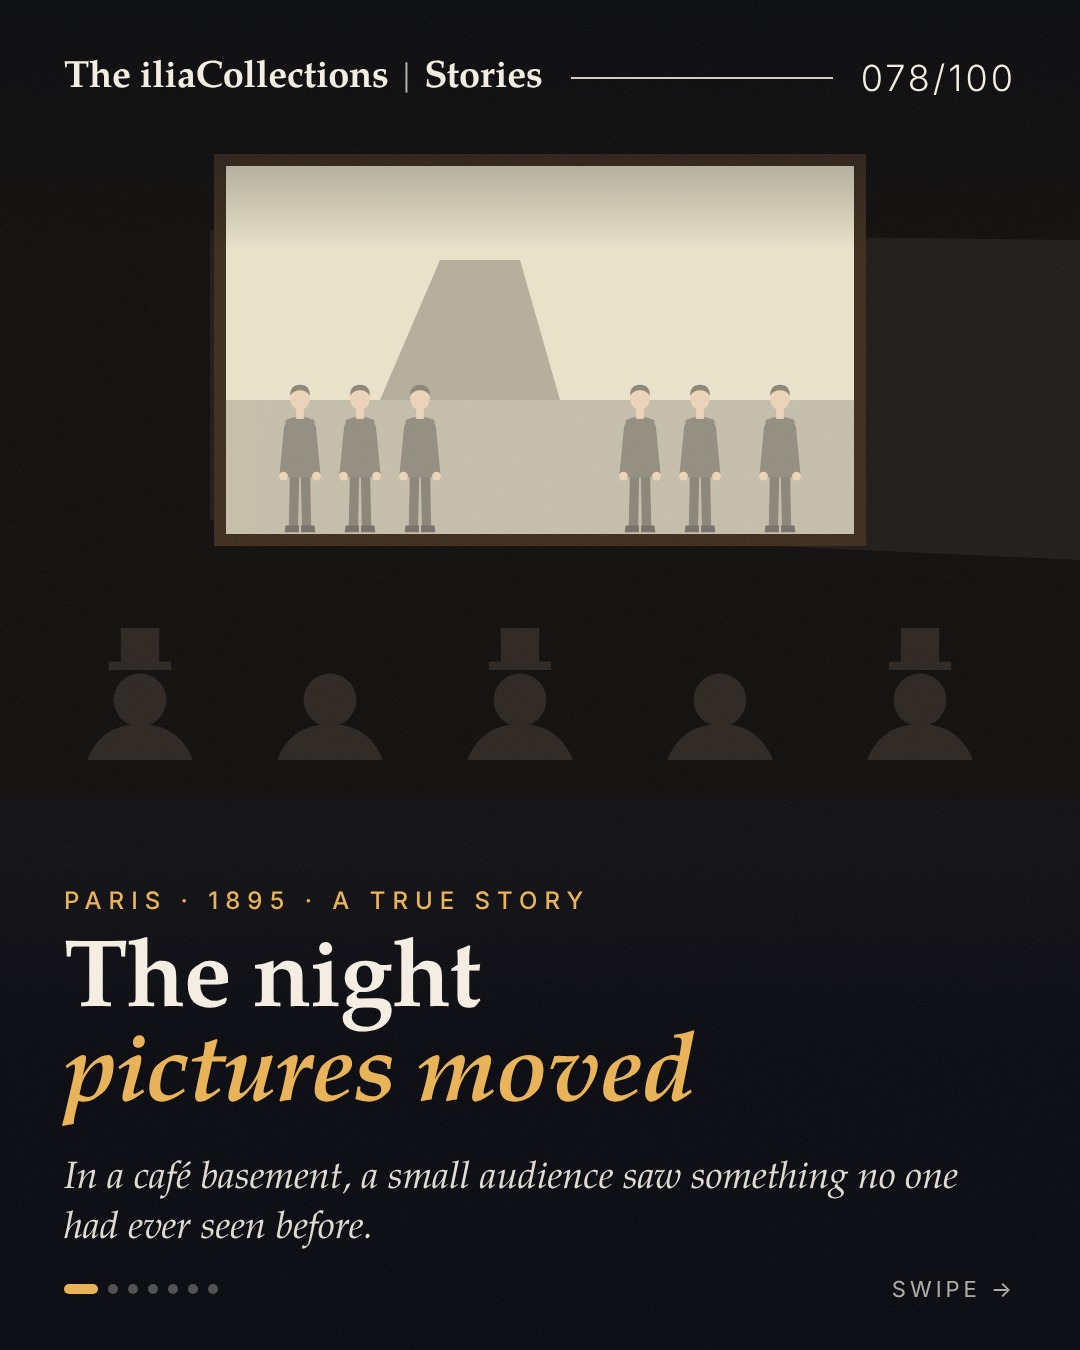 The iliaCollections | Stories 078/100
PARIS · 1895 · A TRUE STORY
The night
pictures moved
In a café basement, a small audience saw something no one
had ever seen before.
SWIPE →